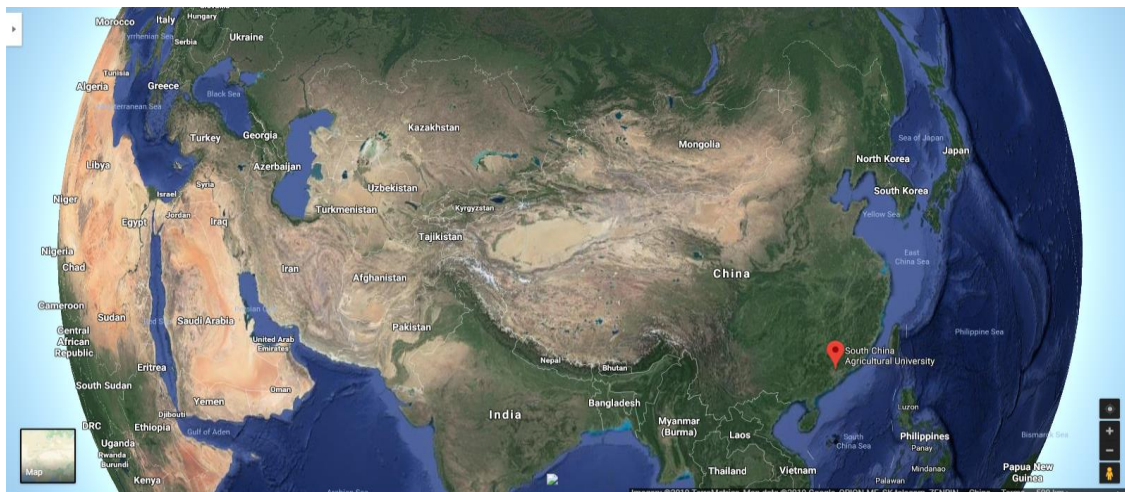 Morocco
Italy
Hungary
Serbia
Ukraine
Tunisia
Algeria
Greece
Black Sea
Turkey
Georgia
Azerbaijan
Kazakhstan
Mongolia
Sea of Japan
Japan
North Korea
South Korea
Libya
Syria
Israel
Uzbekistan
Turkmenistan
Kyrgyzstan
Niger
Egypt
Jordan
Iraq
Yellow Sea
Tajikistan
East
China Sea
Nigeria
Chad
Iran
Afghanistan
China
Cameroon
Sudan
Saudi Arabia
Pakistan
Philippine Sea
Central
African
Republic
United Arab
Emirates
South China
Agricultural University
Nepal
Bhutan
Eritrea
South Sudan
Oman
Yemen
Bangladesh
India
Luzon
Djibouti
DRC
Ethiopia
Gulf of Aden
Myanmar
(Burma)
Laos
South
China Sea
Philippines
Panay
Bismarck Sea
Uganda
Rwanda
Burundi
Map
Kenya
Thailand
Vietnam
Mindanao
Palawan
Papua New
Guinea